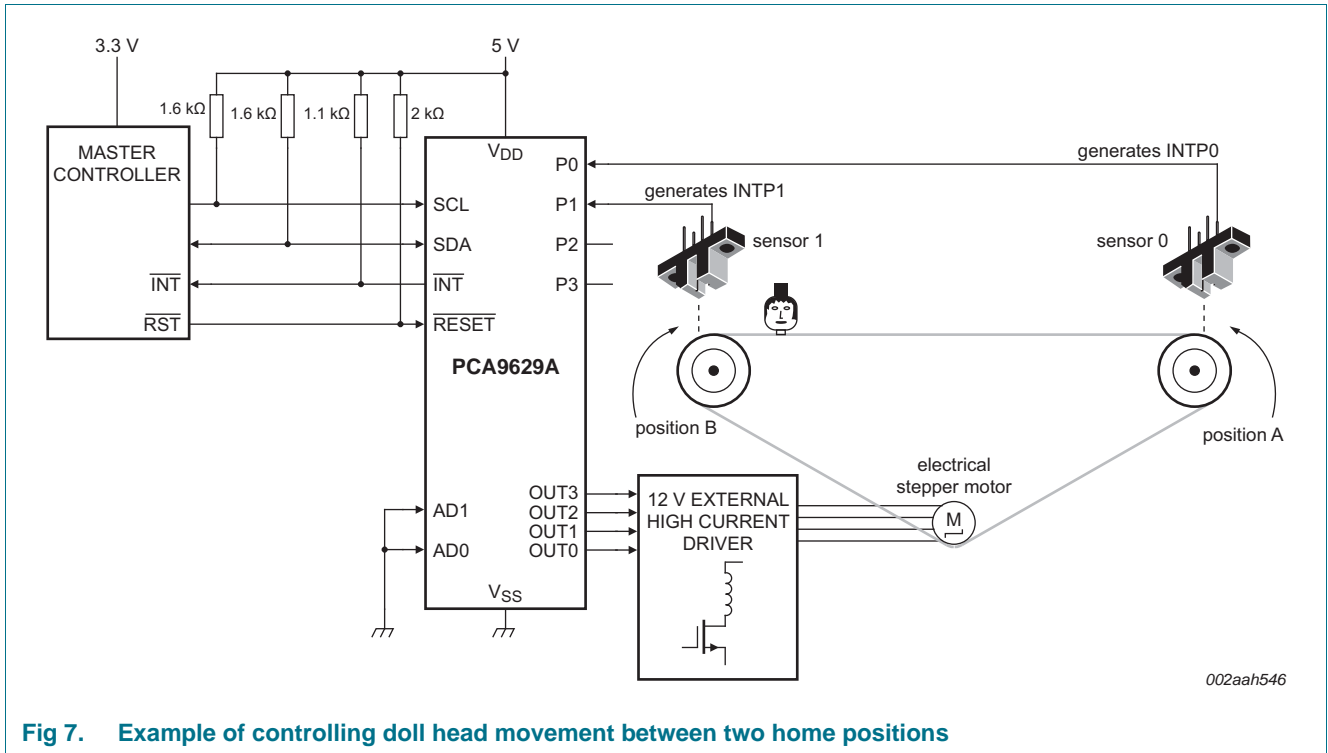 3.3 V
5 V
1.6 kΩ
1.6 kΩ
1.1 kΩ
2 kΩ
MASTER
CONTROLLER
INT
RST
VDD
SCL
SDA
INT
RESET
PCA9629A
AD1
AD0
VSS
P0
P1
P2
P3
OUT3
OUT2
OUT1
OUT0
generates INTP0
generates INTP1
sensor 1
sensor 0
position B
position A
electrical
stepper motor
M
12 V EXTERNAL
HIGH CURRENT
DRIVER
002aah546
Fig 7. Example of controlling doll head movement between two home positions